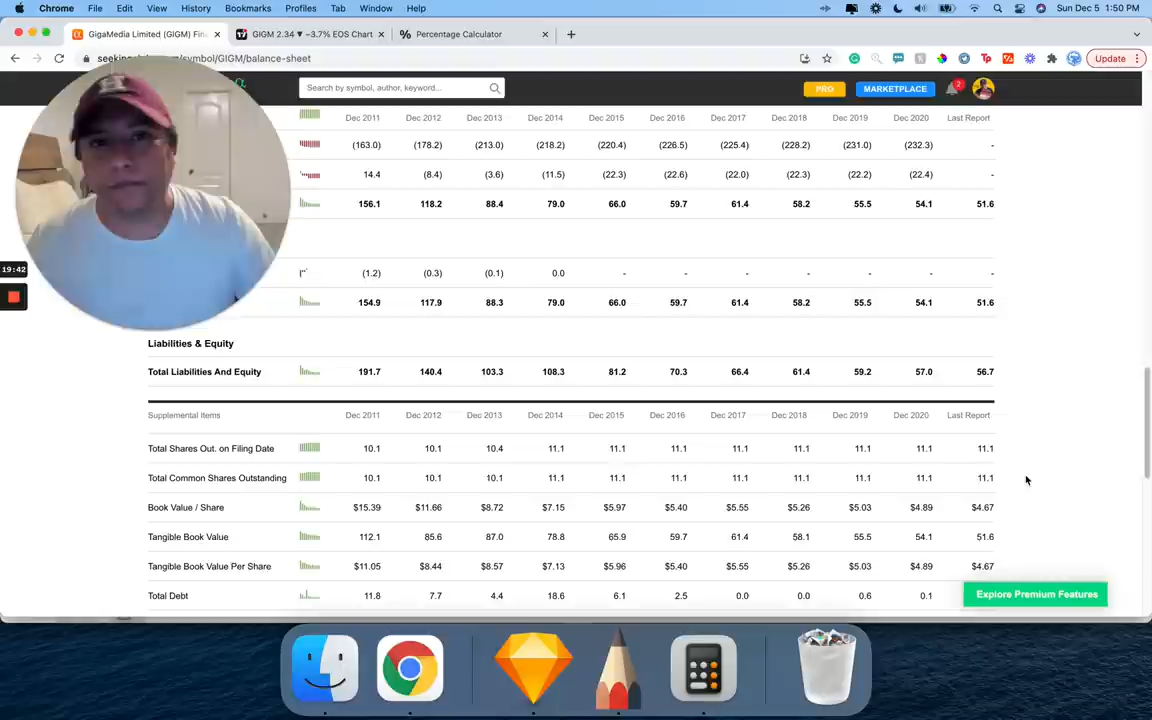 Chrome File Edit View History Bookmarks Profiles Tab Window Help Sun Dec 5 1:50 PM
GigaMedia Limited (GIGM) Fin GIGM 2.34 ▼ −3.7% EOS Chart Percentage Calculator
/symbol/GIGM/balance-sheet Update
Search by symbol, author, keyword... PRO MARKETPLACE 2
Dec 2011 Dec 2012 Dec 2013 Dec 2014 Dec 2015 Dec 2016 Dec 2017 Dec 2018 Dec 2019 Dec 2020 Last Report
(163.0) (178.2) (213.0) (218.2) (220.4) (226.5) (225.4) (228.2) (231.0) (232.3) -
14.4 (8.4) (3.6) (11.5) (22.3) (22.6) (22.0) (22.3) (22.2) (22.4) -
156.1 118.2 88.4 79.0 66.0 59.7 61.4 58.2 55.5 54.1 51.6
19:42
(1.2) (0.3) (0.1) 0.0 - - - - - - -
154.9 117.9 88.3 79.0 66.0 59.7 61.4 58.2 55.5 54.1 51.6
Liabilities & Equity
Total Liabilities And Equity 191.7 140.4 103.3 108.3 81.2 70.3 66.4 61.4 59.2 57.0 56.7
Supplemental Items Dec 2011 Dec 2012 Dec 2013 Dec 2014 Dec 2015 Dec 2016 Dec 2017 Dec 2018 Dec 2019 Dec 2020 Last Report
Total Shares Out. on Filing Date 10.1 10.1 10.4 11.1 11.1 11.1 11.1 11.1 11.1 11.1 11.1
Total Common Shares Outstanding 10.1 10.1 10.1 11.1 11.1 11.1 11.1 11.1 11.1 11.1 11.1
Book Value / Share $15.39 $11.66 $8.72 $7.15 $5.97 $5.40 $5.55 $5.26 $5.03 $4.89 $4.67
Tangible Book Value 112.1 85.6 87.0 78.8 65.9 59.7 61.4 58.1 55.5 54.1 51.6
Tangible Book Value Per Share $11.05 $8.44 $8.57 $7.13 $5.96 $5.40 $5.55 $5.26 $5.03 $4.89 $4.67
Total Debt 11.8 7.7 4.4 18.6 6.1 2.5 0.0 0.0 0.6 0.1
Explore Premium Features